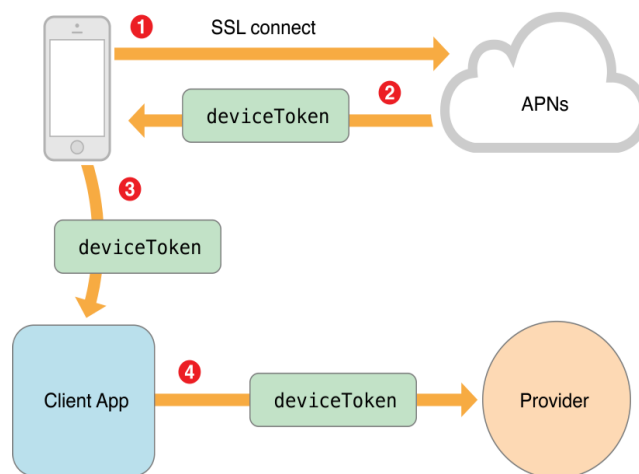 1
SSL connect
APNs
2
deviceToken
3
deviceToken
Client App
4
deviceToken
Provider